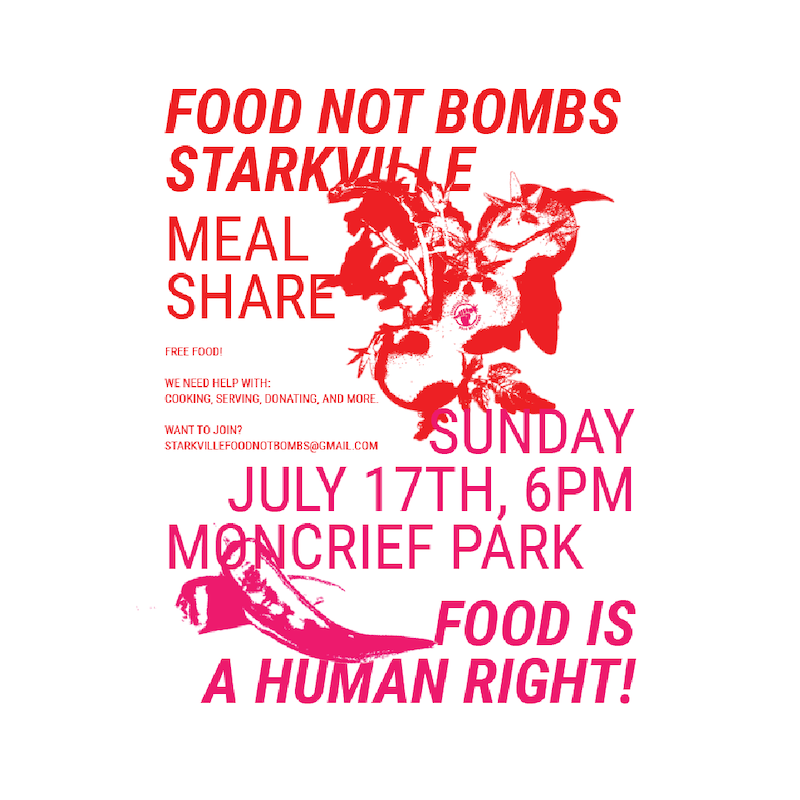 FOOD NOT BOMBS
STARKVILLE
MEAL
SHARE
FREE FOOD!
WE NEED HELP WITH:
COOKING, SERVING, DONATING, AND MORE.
WANT TO JOIN?
STARKVILLEFOODNOTBOMBS@GMAIL.COM
SUNDAY
JULY 17TH, 6PM
MONCRIEF PARK
FOOD IS
A HUMAN RIGHT!